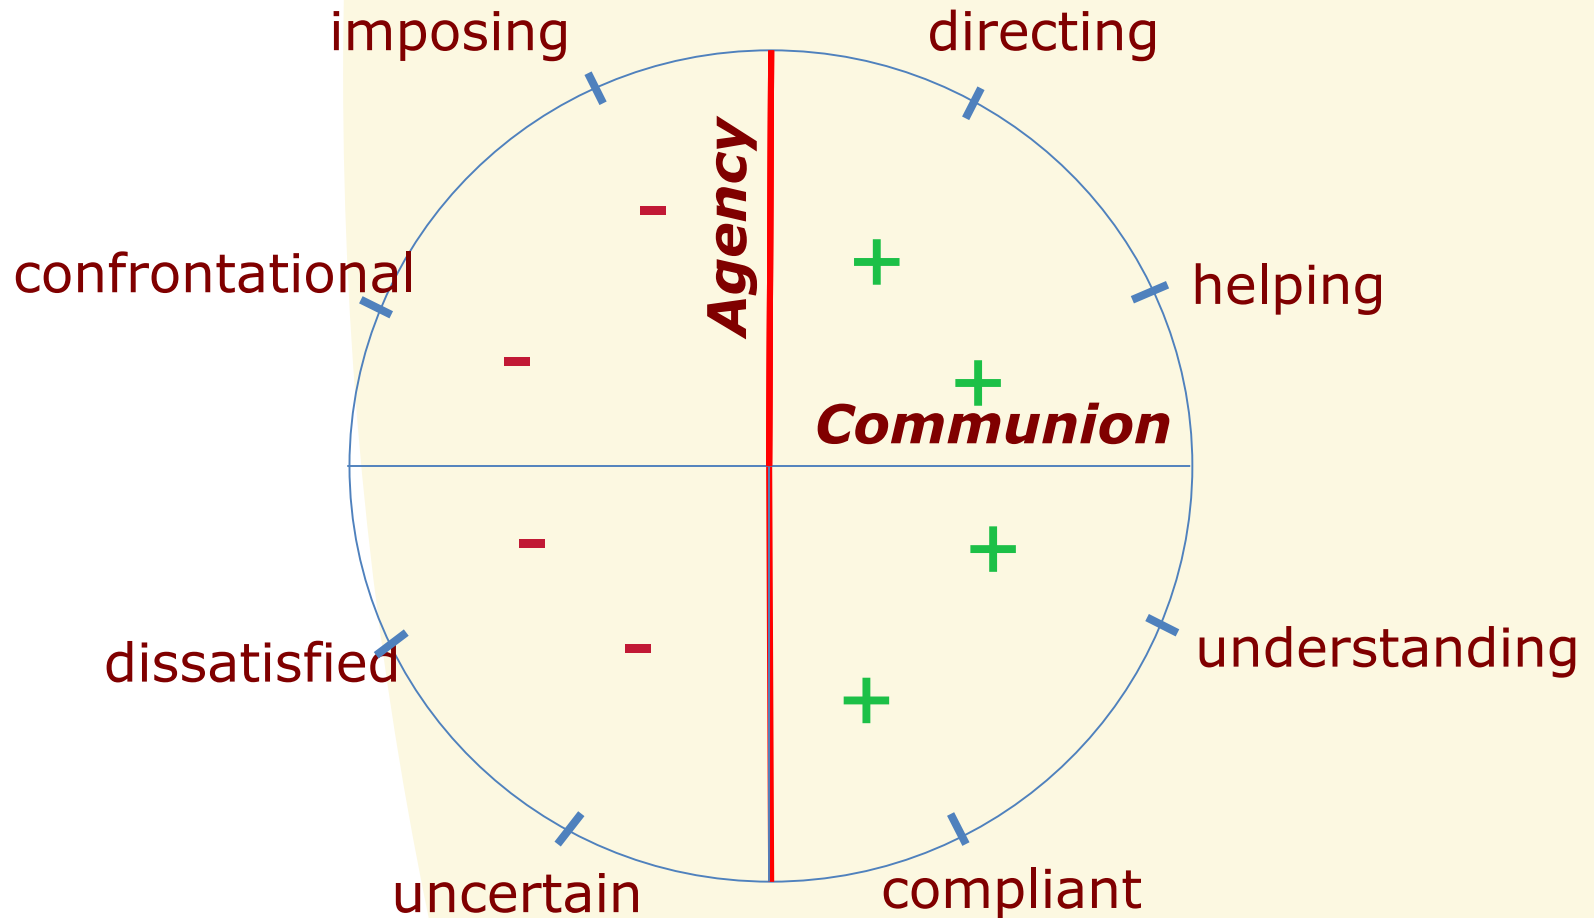 imposing
directing
Agency
-
+
confrontational
helping
-
+
Communion
-
+
dissatisfied
understanding
-
+
uncertain
compliant